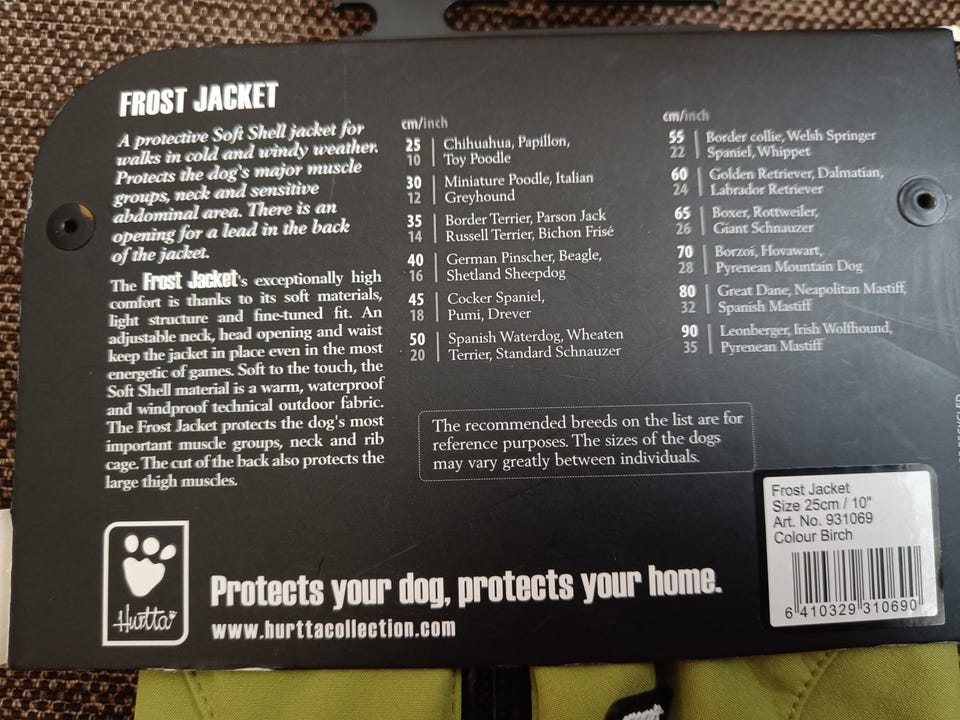 FROST JACKET
A protective Soft Shell jacket for
walks in cold and windy weather.
Protects the dog's major muscle
groups, neck and sensitive
abdominal area. There is an
opening for a lead in the back
of the jacket.
The Frost Jacket's exceptionally high
comfort is thanks to its soft materials,
light structure and fine-tuned fit. An
adjustable neck, head opening and waist
keep the jacket in place even in the most
energetic of games. Soft to the touch, the
Soft Shell material is a warm, waterproof
and windproof technical outdoor fabric.
The Frost Jacket protects the dog's most
important muscle groups, neck and rib
cage. The cut of the back also protects the
large thigh muscles.
cm/inch
25 Chihuahua, Papillon,
10 Toy Poodle
30 Miniature Poodle, Italian
12 Greyhound
35 Border Terrier, Parson Jack
14 Russell Terrier, Bichon Frisé
40 German Pinscher, Beagle,
16 Shetland Sheepdog
45 Cocker Spaniel,
18 Pumi, Drever
50 Spanish Waterdog, Wheaten
20 Terrier, Standard Schnauzer
cm/inch
55 Border collie, Welsh Springer
22 Spaniel, Whippet
60 Golden Retriever, Dalmatian,
24 Labrador Retriever
65 Boxer, Rottweiler,
26 Giant Schnauzer
70 Borzoi, Hovawart,
28 Pyrenean Mountain Dog
80 Great Dane, Neapolitan Mastiff,
32 Spanish Mastiff
90 Leonberger, Irish Wolfhound,
35 Pyrenean Mastiff
The recommended breeds on the list are for
reference purposes. The sizes of the dogs
may vary greatly between individuals.
Frost Jacket
Size 25cm / 10"
Art. No. 931069
Colour Birch
6 410329 310690
Hurtta
Protects your dog, protects your home.
www.hurttacollection.com